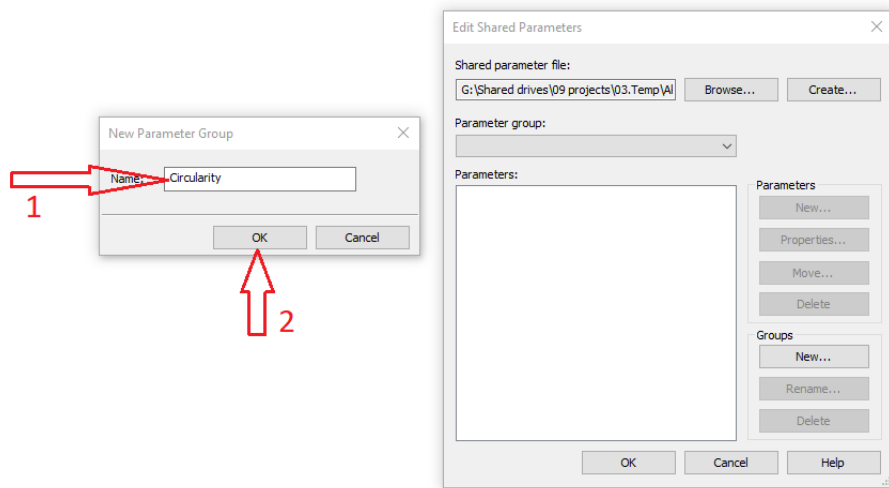 New Parameter Group
Name:
Circularity
OK
Cancel
1
2
Edit Shared Parameters
Shared parameter file:
G:\Shared drives\09 projects\03.Temp\Al
Browse...
Create...
Parameter group:
Parameters:
Parameters
New...
Properties...
Move...
Delete
Groups
New...
Rename...
Delete
OK
Cancel
Help